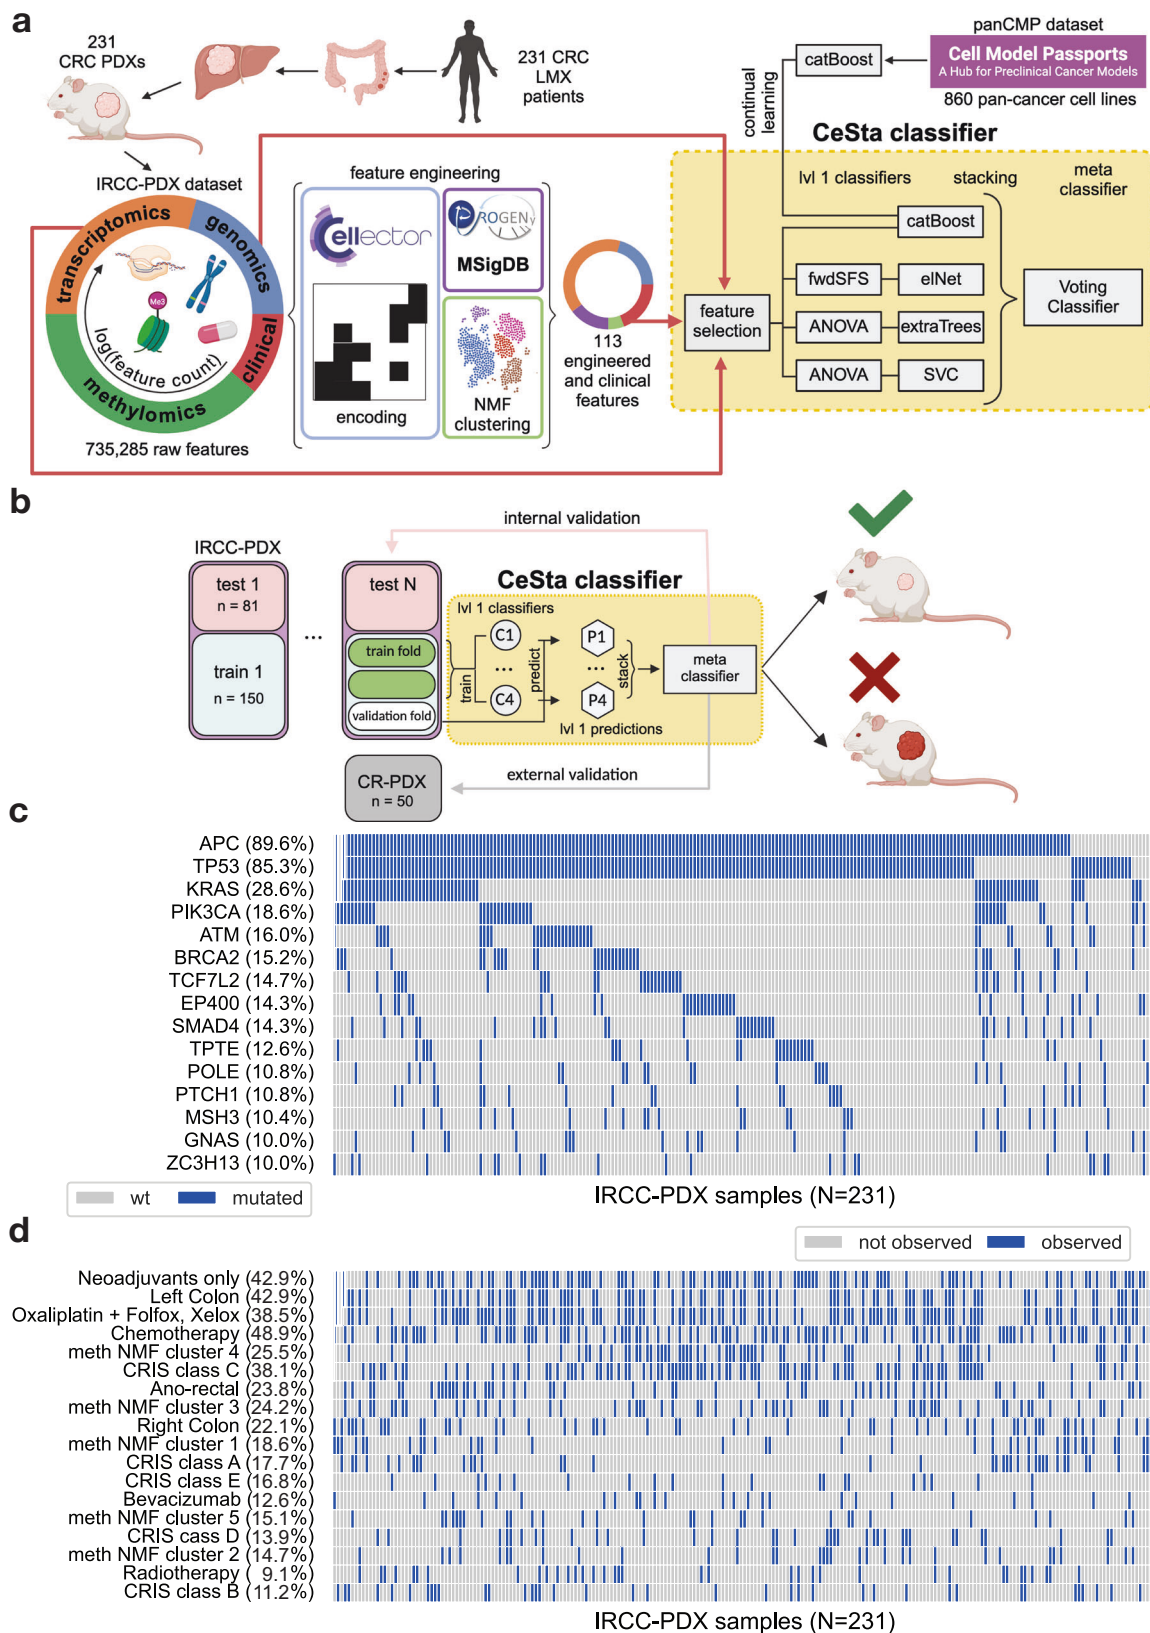 a
231
CRC PDXs
231 CRC
LMX
patients
IRCC-PDX dataset
transcriptomics
genomics
clinical
methylomics
log(feature count)
Me3
735,285 raw features
feature engineering
Cellector
encoding
PROGENy
MSigDB
NMF
clustering
113
engineered
and clinical
features
panCMP dataset
Cell Model Passports
A Hub for Preclinical Cancer Models
860 pan-cancer cell lines
catBoost
continual
learning
CeSta classifier
lvl 1 classifiers
stacking
meta
classifier
catBoost
feature
selection
fwdSFS
elNet
ANOVA
extraTrees
ANOVA
SVC
Voting
Classifier
b
IRCC-PDX
test 1
n = 81
train 1
n = 150
...
internal validation
test N
train fold
validation fold
CeSta classifier
lvl 1 classifiers
train
C1
...
C4
predict
P1
...
P4
stack
lvl 1 predictions
meta
classifier
external validation
CR-PDX
n = 50
c
APC (89.6%)
TP53 (85.3%)
KRAS (28.6%)
PIK3CA (18.6%)
ATM (16.0%)
BRCA2 (15.2%)
TCF7L2 (14.7%)
EP400 (14.3%)
SMAD4 (14.3%)
TPTE (12.6%)
POLE (10.8%)
PTCH1 (10.8%)
MSH3 (10.4%)
GNAS (10.0%)
ZC3H13 (10.0%)
wt mutated
IRCC-PDX samples (N=231)
d
not observed observed
Neoadjuvants only (42.9%)
Left Colon (42.9%)
Oxaliplatin + Folfox, Xelox (38.5%)
Chemotherapy (48.9%)
meth NMF cluster 4 (25.5%)
CRIS class C (38.1%)
Ano-rectal (23.8%)
meth NMF cluster 3 (24.2%)
Right Colon (22.1%)
meth NMF cluster 1 (18.6%)
CRIS class A (17.7%)
CRIS class E (16.8%)
Bevacizumab (12.6%)
meth NMF cluster 5 (15.1%)
CRIS cass D (13.9%)
meth NMF cluster 2 (14.7%)
Radiotherapy ( 9.1%)
CRIS class B (11.2%)
IRCC-PDX samples (N=231)